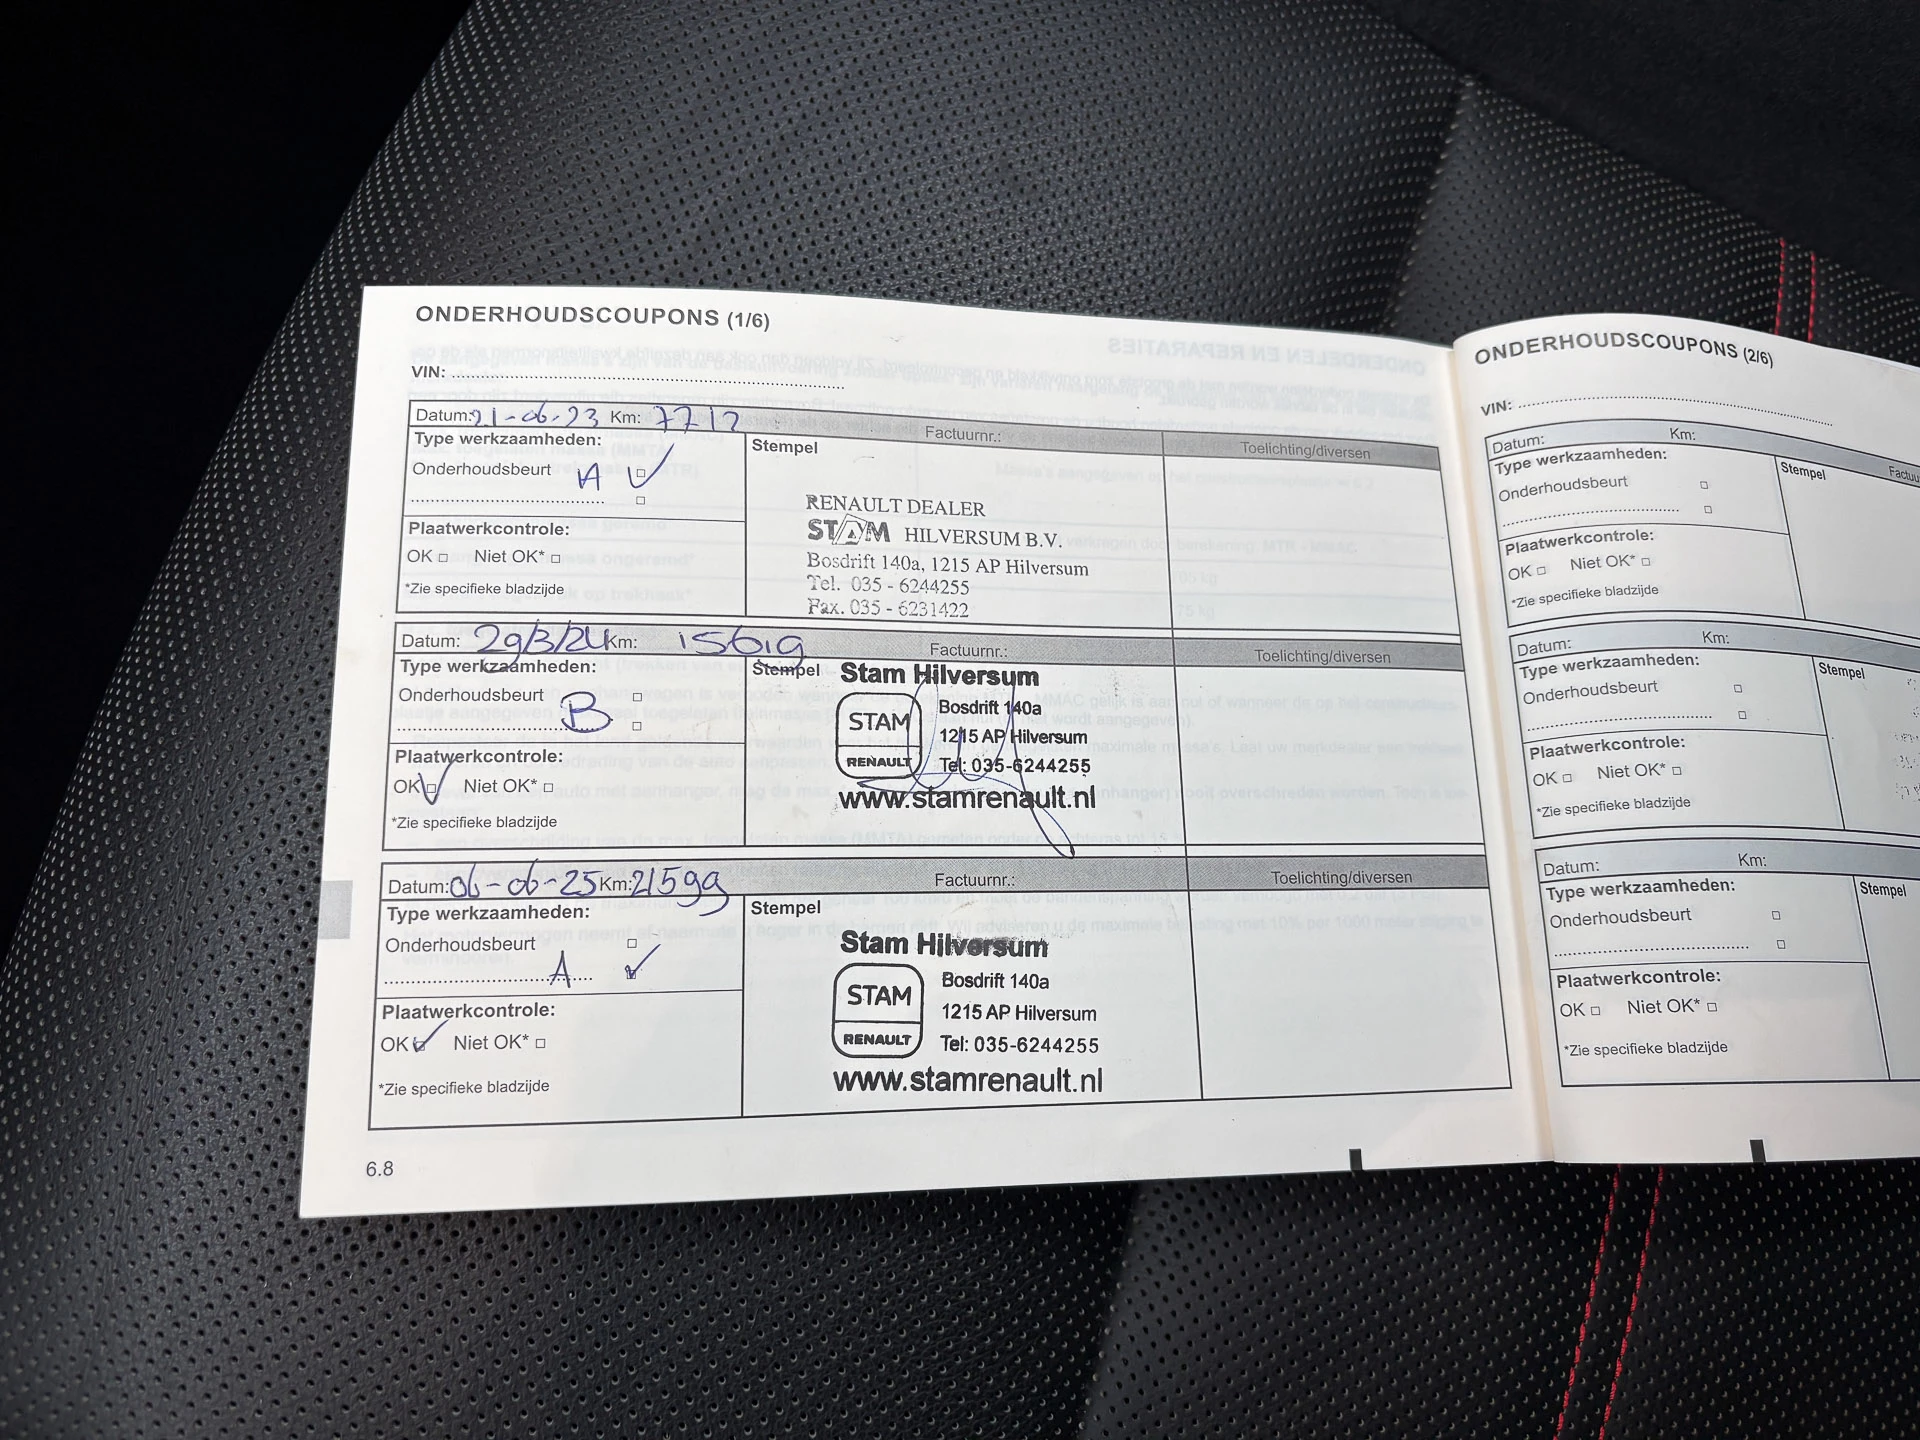 ONDERHOUDSCOUPONS (1/6)
VIN: ........................................
Datum: 21-06-23 Km: 7712
Factuurnr.:
Toelichting/diversen
Type werkzaamheden:
Onderhoudsbeurt A
Plaatwerkcontrole:
OK Niet OK*
*Zie specifieke bladzijde
Stempel
RENAULT DEALER
STAM HILVERSUM B.V.
Bosdrift 140a, 1215 AP Hilversum
Tel. 035 - 6244255
Fax. 035 - 6231422
Datum: 29/3/24 Km: 15619
Factuurnr.:
Toelichting/diversen
Type werkzaamheden:
Onderhoudsbeurt
B
Plaatwerkcontrole:
OK Niet OK*
*Zie specifieke bladzijde
Stempel
Stam Hilversum
STAM
RENAULT
Bosdrift 140a
1215 AP Hilversum
Tel: 035-6244255
www.stamrenault.nl
Datum: 06-06-25 Km: 21599
Factuurnr.:
Toelichting/diversen
Type werkzaamheden:
Onderhoudsbeurt
A
Plaatwerkcontrole:
OK Niet OK*
*Zie specifieke bladzijde
Stempel
Stam Hilversum
STAM
RENAULT
Bosdrift 140a
1215 AP Hilversum
Tel: 035-6244255
www.stamrenault.nl
6.8
ONDERHOUDSCOUPONS (2/6)
VIN: ........................................
Datum: Km:
Factuu
Type werkzaamheden:
Onderhoudsbeurt
Plaatwerkcontrole:
OK Niet OK*
*Zie specifieke bladzijde
Stempel
Datum: Km:
Type werkzaamheden:
Onderhoudsbeurt
Plaatwerkcontrole:
OK Niet OK*
*Zie specifieke bladzijde
Stempel
Datum: Km:
Type werkzaamheden:
Onderhoudsbeurt
Plaatwerkcontrole:
OK Niet OK*
*Zie specifieke bladzijde
Stempel